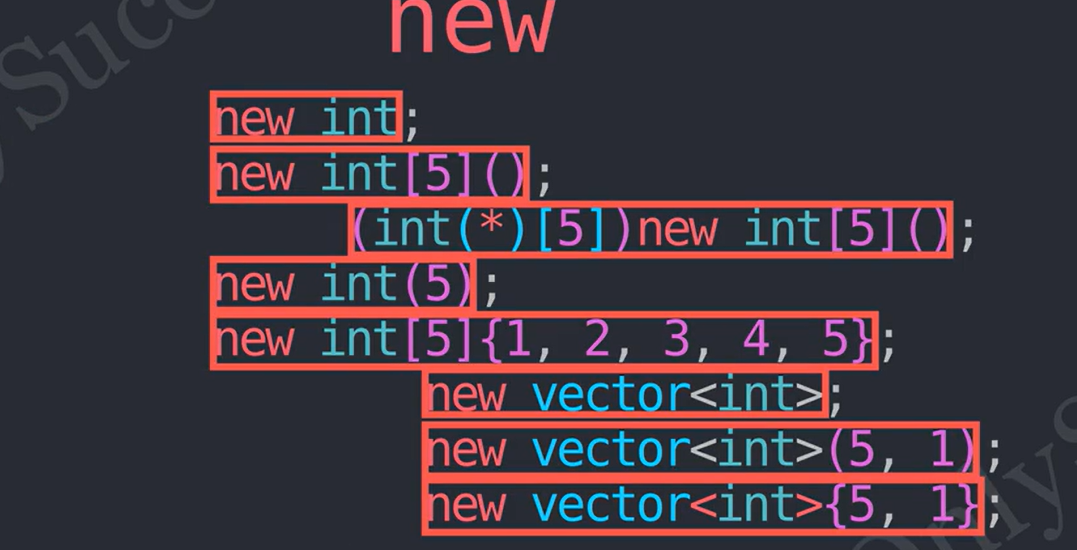 new
new int;
new int[5]();
(int(*)[5])new int[5]();
new int(5);
new int[5]{1, 2, 3, 4, 5};
new vector<int>;
new vector<int>(5, 1);
new vector<int>{5, 1};